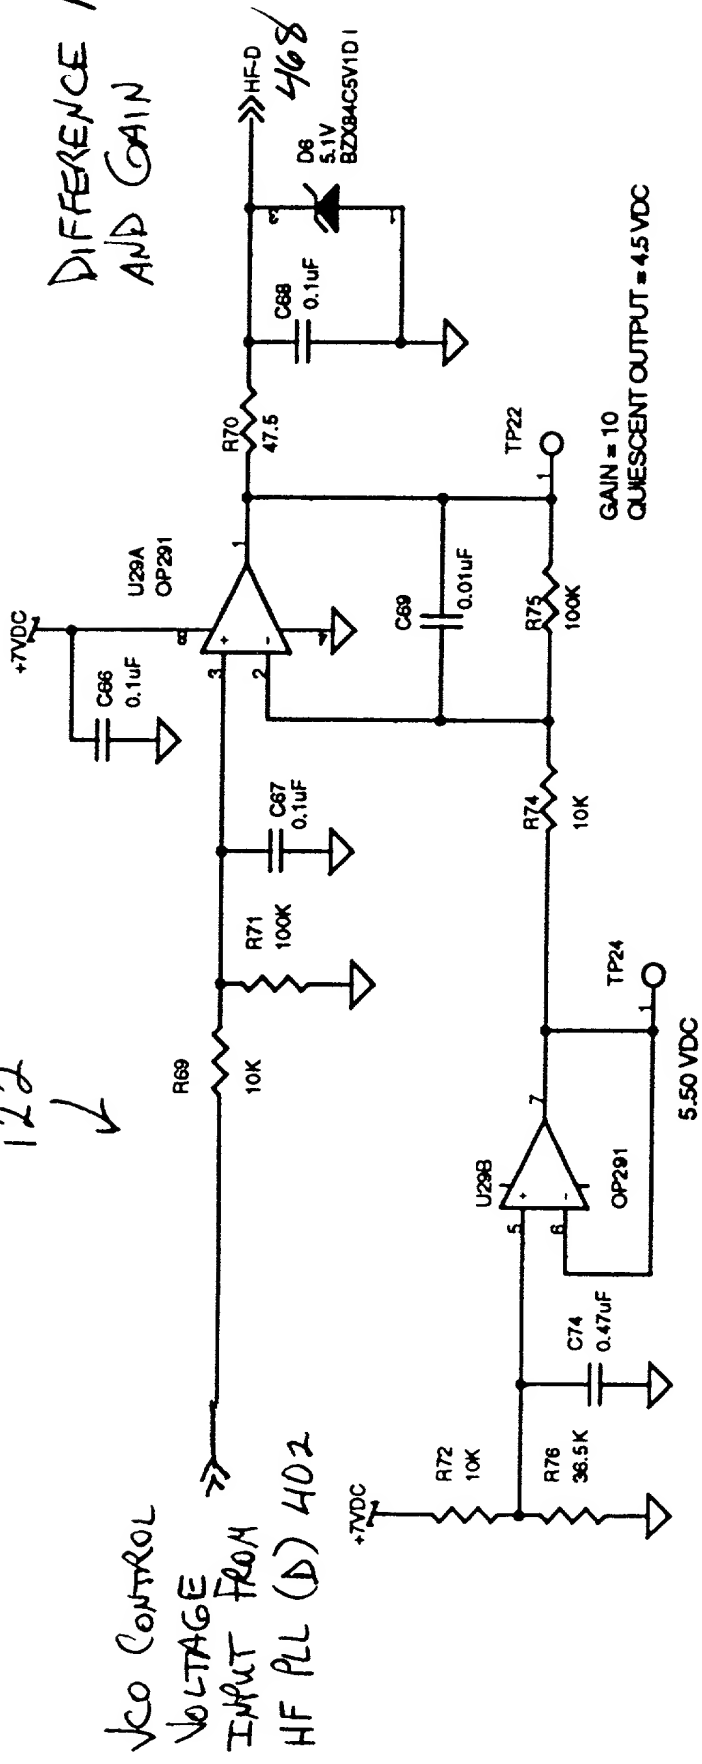 DIFFERENCE
AND GAIN
122
HF-D
468
D6
5.1V
BZX84C5V1D1
3
1
C68
0.1uF
R70
47.5
TP22
1
GAIN = 10
QUIESCENT OUTPUT = 4.5 VDC
+7VDC
U29A
OP291
1
8
4
+
-
3
2
C66
0.1uF
C69
0.01uF
R75
100K
C67
0.1uF
R74
10K
R71
100K
R69
10K
TP24
1
5.50 VDC
U29B
OP291
7
+
-
5
6
C74
0.47uF
R72
10K
R76
36.5K
+7VDC
VCO CONTROL
VOLTAGE
INPUT FROM
HF PLL (D) 402